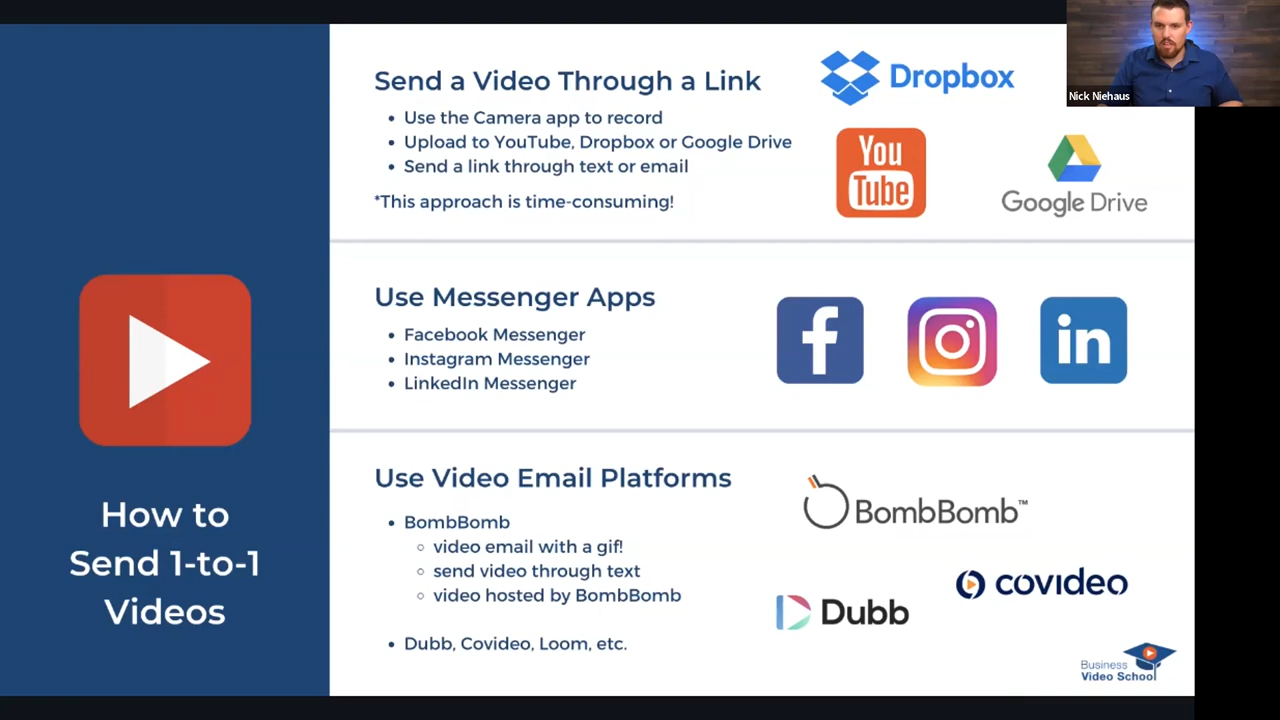 Send a Video Through a Link
• Use the Camera app to record
• Upload to YouTube, Dropbox or Google Drive
• Send a link through text or email
*This approach is time-consuming!
Dropbox
You
Tube
Google Drive
Nick Niehaus
Use Messenger Apps
• Facebook Messenger
• Instagram Messenger
• LinkedIn Messenger
f
in
How to
Send 1-to-1
Videos
Use Video Email Platforms
• BombBomb
○ video email with a gif!
○ send video through text
○ video hosted by BombBomb
• Dubb, Covideo, Loom, etc.
BombBomb™
covideo
Dubb
Business
Video School